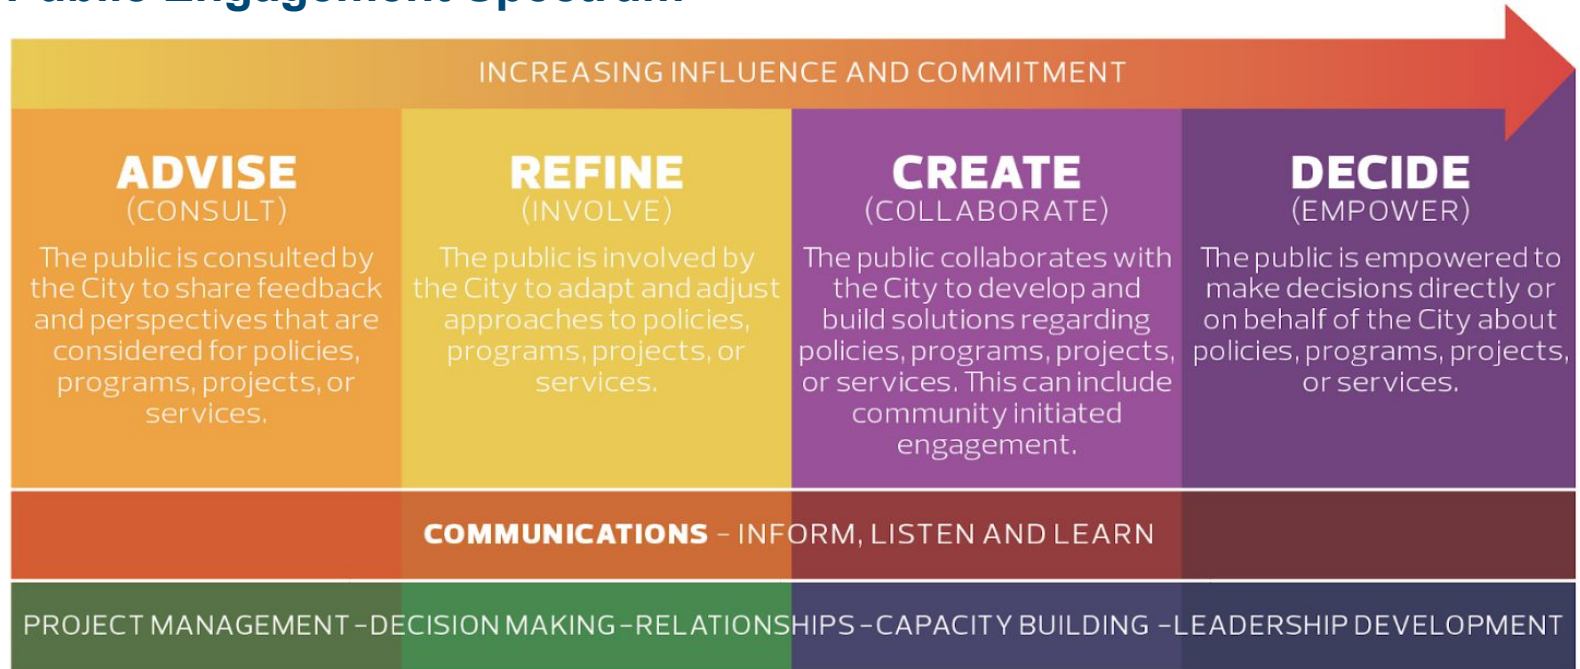 Public Engagement Spectrum
INCREASING INFLUENCE AND COMMITMENT
ADVISE
(CONSULT)
The public is consulted by
the City to share feedback
and perspectives that are
considered for policies,
programs, projects, or
services.
REFINE
(INVOLVE)
The public is involved by
the City to adapt and adjust
approaches to policies,
programs, projects, or
services.
CREATE
(COLLABORATE)
The public collaborates with
the City to develop and
build solutions regarding
policies, programs, projects,
or services. This can include
community initiated
engagement.
DECIDE
(EMPOWER)
The public is empowered to
make decisions directly or
on behalf of the City about
policies, programs, projects,
or services.
COMMUNICATIONS - INFORM, LISTEN AND LEARN
PROJECT MANAGEMENT-DECISION MAKING-RELATIONSHIPS-CAPACITY BUILDING -LEADERSHIP DEVELOPMENT